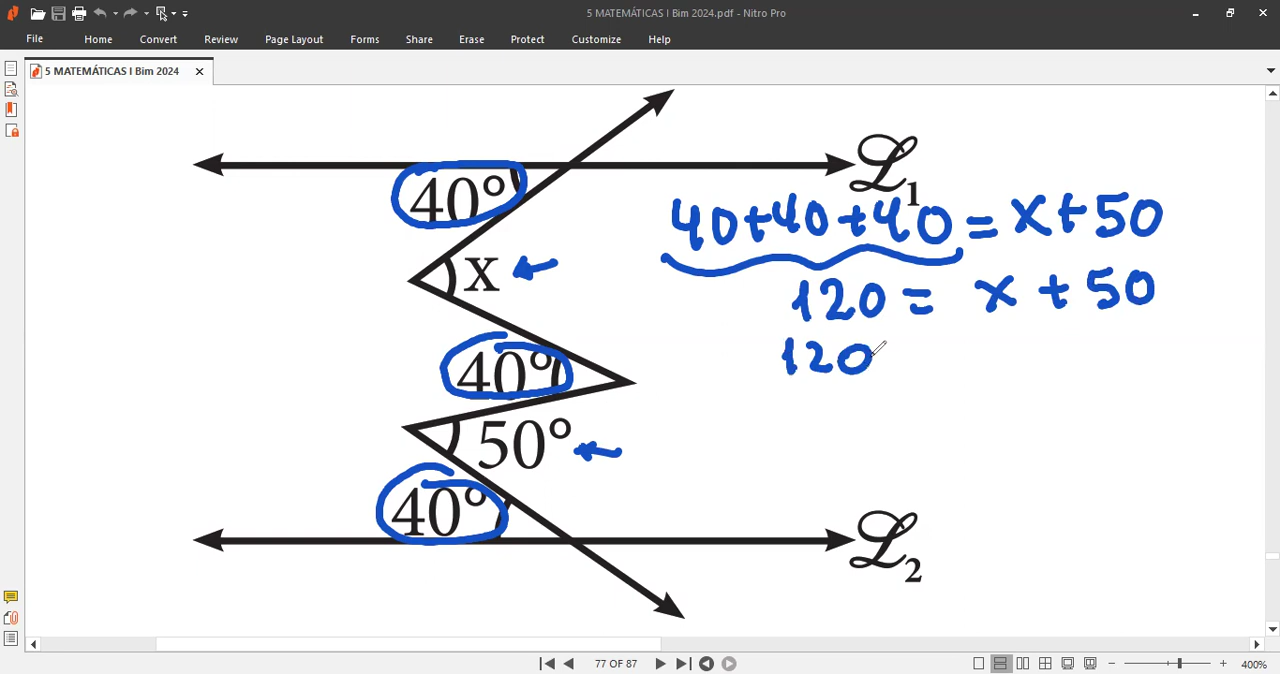 5 MATEMÁTICAS I Bim 2024.pdf - Nitro Pro
File Home Convert Review Page Layout Forms Share Erase Protect Customize Help
5 MATEMÁTICAS I Bim 2024
ℒ1
40°
40+40+40 = x+50
x
120 = x + 50
120
40°
50°
40°
ℒ2
77 OF 87
400%